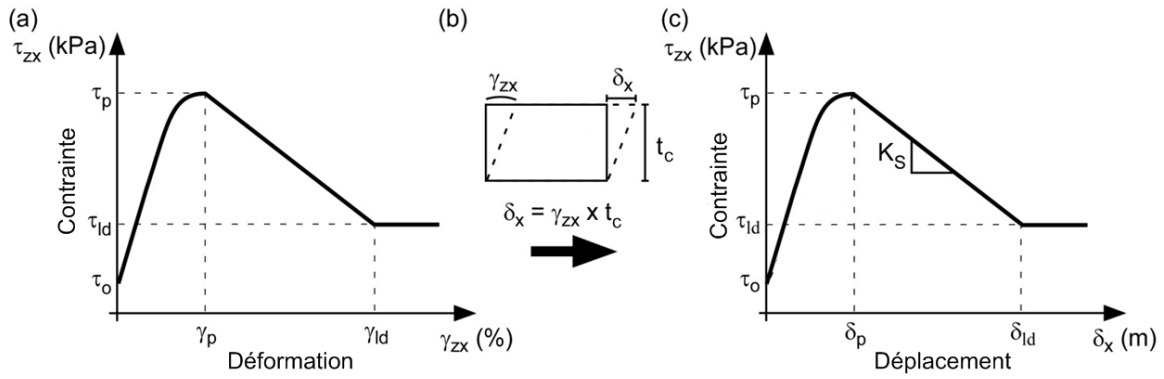 (a)
τzx (kPa)
τp
τld
τo
Contrainte
γp
γld
γzx (%)
Déformation
(b)
γzx
δx
tc
δx = γzx x tc
(c)
τzx (kPa)
τp
τld
τo
Contrainte
KS
δp
δld
δx (m)
Déplacement